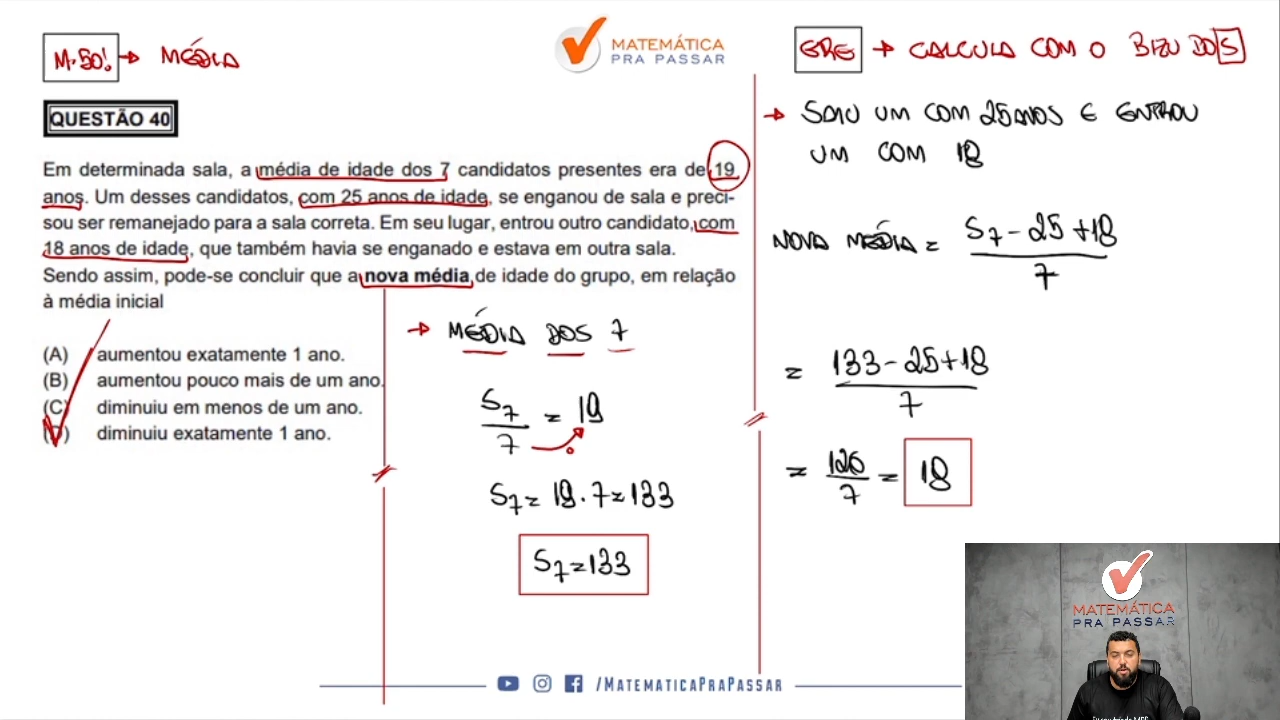 M.50! → MÉDIA
MATEMÁTICA
PRA PASSAR
QUESTÃO 40
Em determinada sala, a média de idade dos 7 candidatos presentes era de 19
anos. Um desses candidatos, com 25 anos de idade, se enganou de sala e preci-
sou ser remanejado para a sala correta. Em seu lugar, entrou outro candidato, com
18 anos de idade, que também havia se enganado e estava em outra sala.
Sendo assim, pode-se concluir que a nova média de idade do grupo, em relação
à média inicial
(A) aumentou exatamente 1 ano.
(B) aumentou pouco mais de um ano.
(C) diminuiu em menos de um ano.
(D) diminuiu exatamente 1 ano.
→ MÉDIA DOS 7
S7/7 = 19
S7 = 19.7 = 133
S7 = 133
→ CALCULA COM O BIZU DO S
→ SAIU UM COM 25 ANOS E ENTROU
UM COM 18
NOVA MÉDIA = S7 - 25 + 18
7
= 133 - 25 + 18
7
= 126/7 = 18
MATEMÁTICA
PRA PASSAR
/MATEMATICAPRAPASSAR